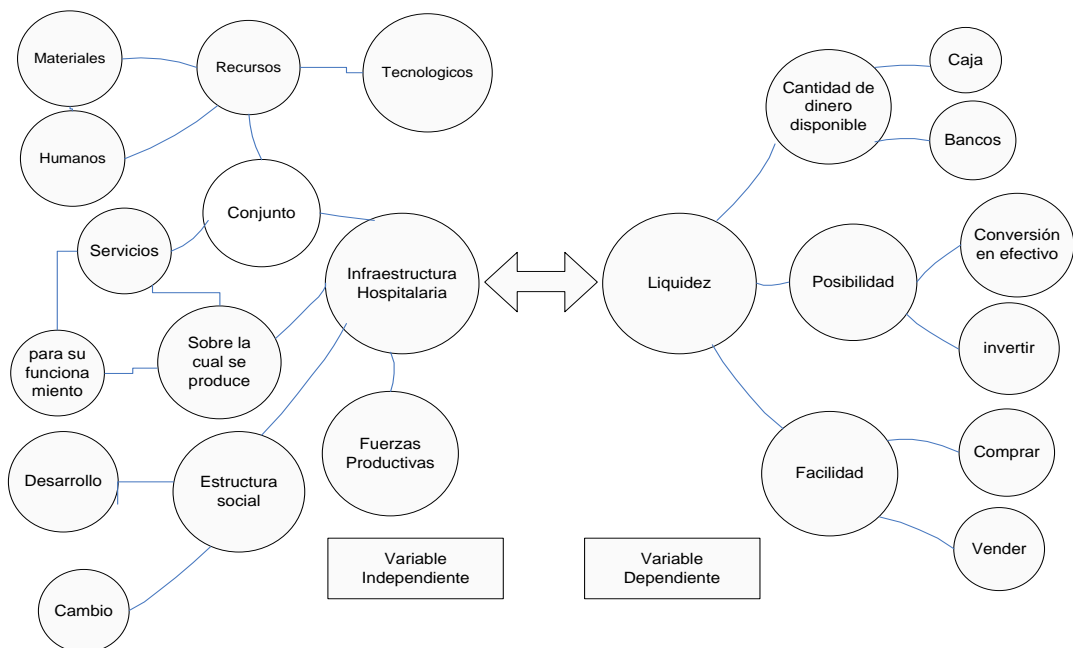 Materiales
Recursos
Tecnologicos
Humanos
Conjunto
Servicios
Infraestructura
Hospitalaria
para su
funciona
miento
Sobre la
cual se
produce
Fuerzas
Productivas
Desarrollo
Estructura
social
Cambio
Variable
Independiente
Caja
Cantidad de
dinero
disponible
Bancos
Conversión
en efectivo
Liquidez
Posibilidad
invertir
Comprar
Facilidad
Vender
Variable
Dependiente